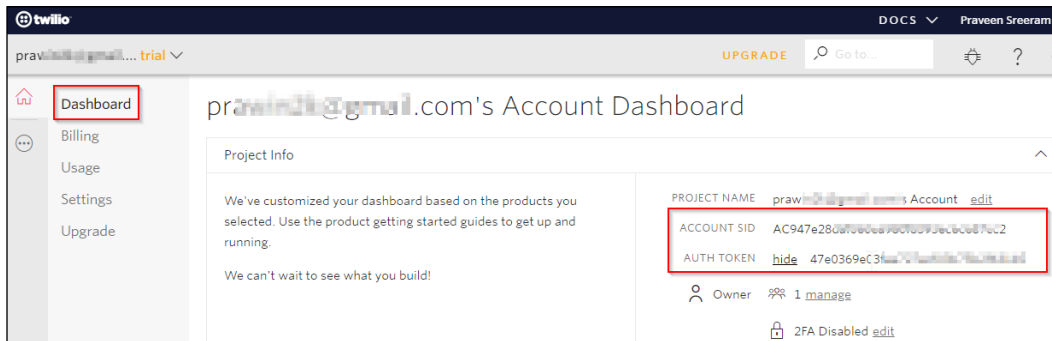 twilio DOCS Praveen Sreeram
trial UPGRADE Go to... ?
Dashboard
Billing
Usage
Settings
Upgrade
.com's Account Dashboard
Project Info
We've customized your dashboard based on the products you
selected. Use the product getting started guides to get up and
running.
We can't wait to see what you build!
PROJECT NAME Account edit
ACCOUNT SID
AUTH TOKEN hide
Owner 1 manage
2FA Disabled edit